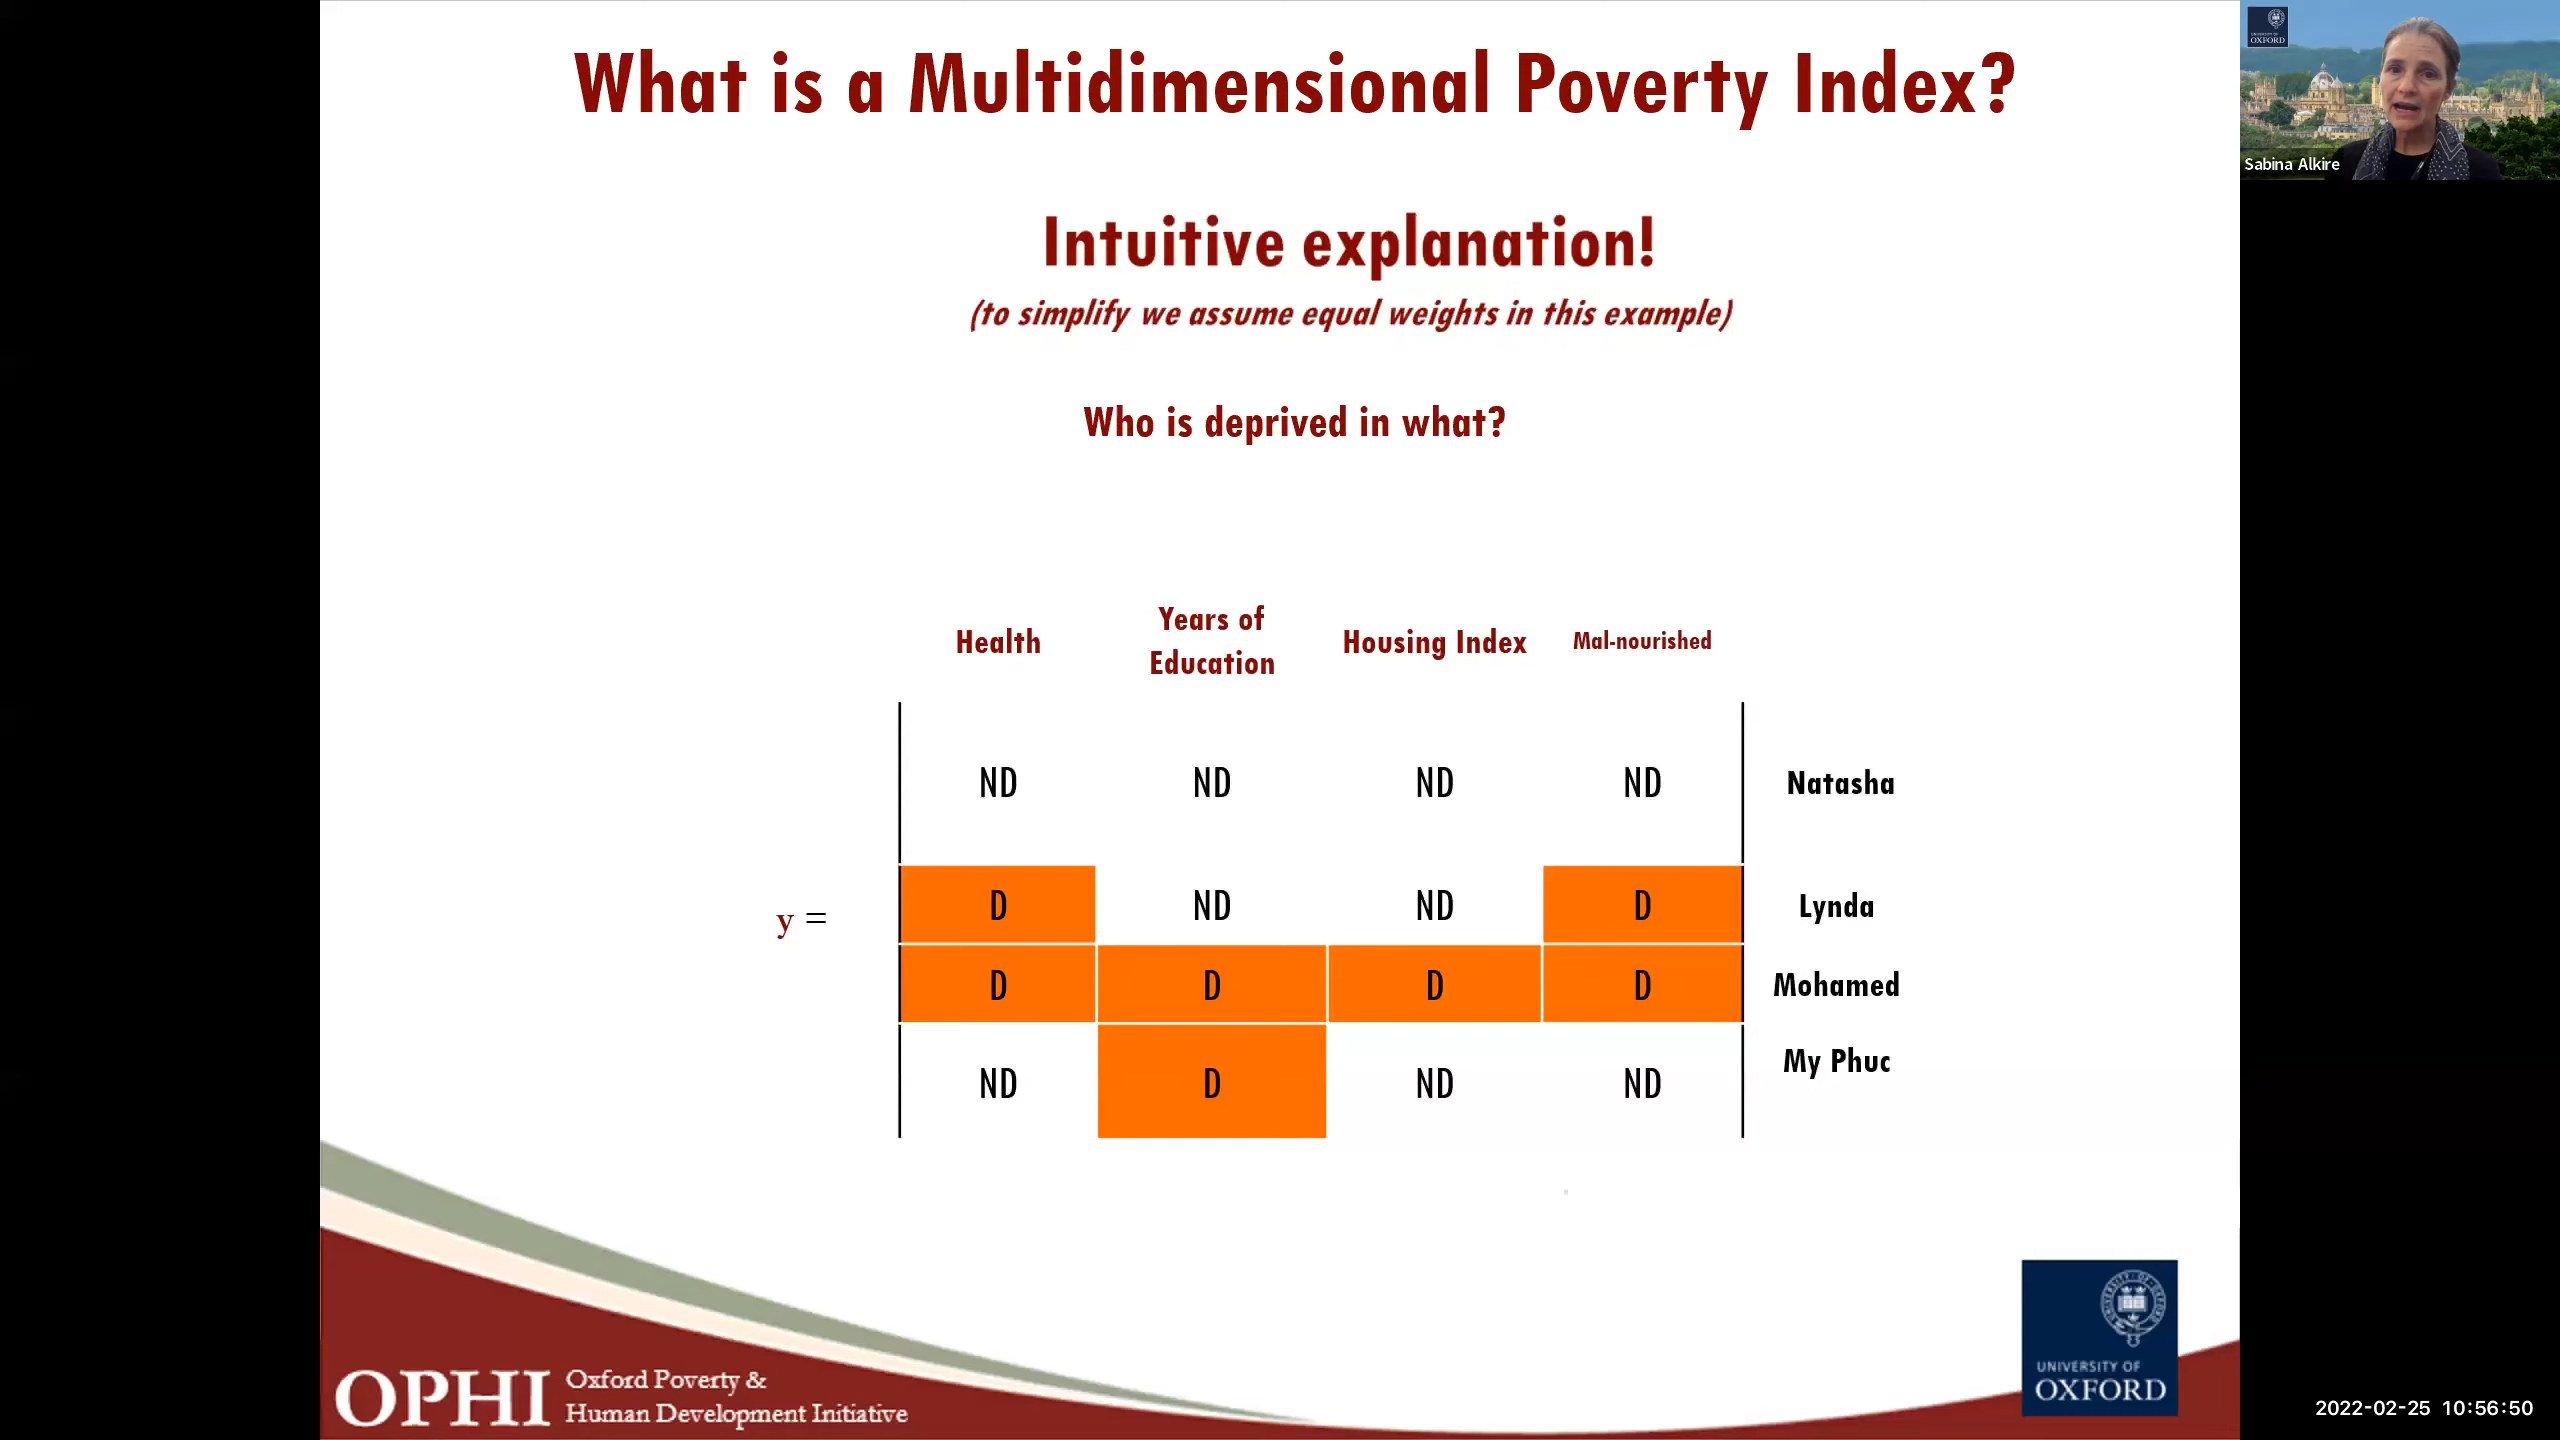 What is a Multidimensional Poverty Index?
UNIVERSITY OF
OXFORD
Sabina Alkire
Intuitive explanation!
(to simplify we assume equal weights in this example)
Who is deprived in what?
Health
Years of
Education
Housing Index
Mal-nourished
ND ND ND ND Natasha
y =
D ND ND D Lynda
D D D D Mohamed
ND D ND ND My Phuc
OPHI
Oxford Poverty &
Human Development Initiative
UNIVERSITY OF
OXFORD
2022-02-25 10:56:50